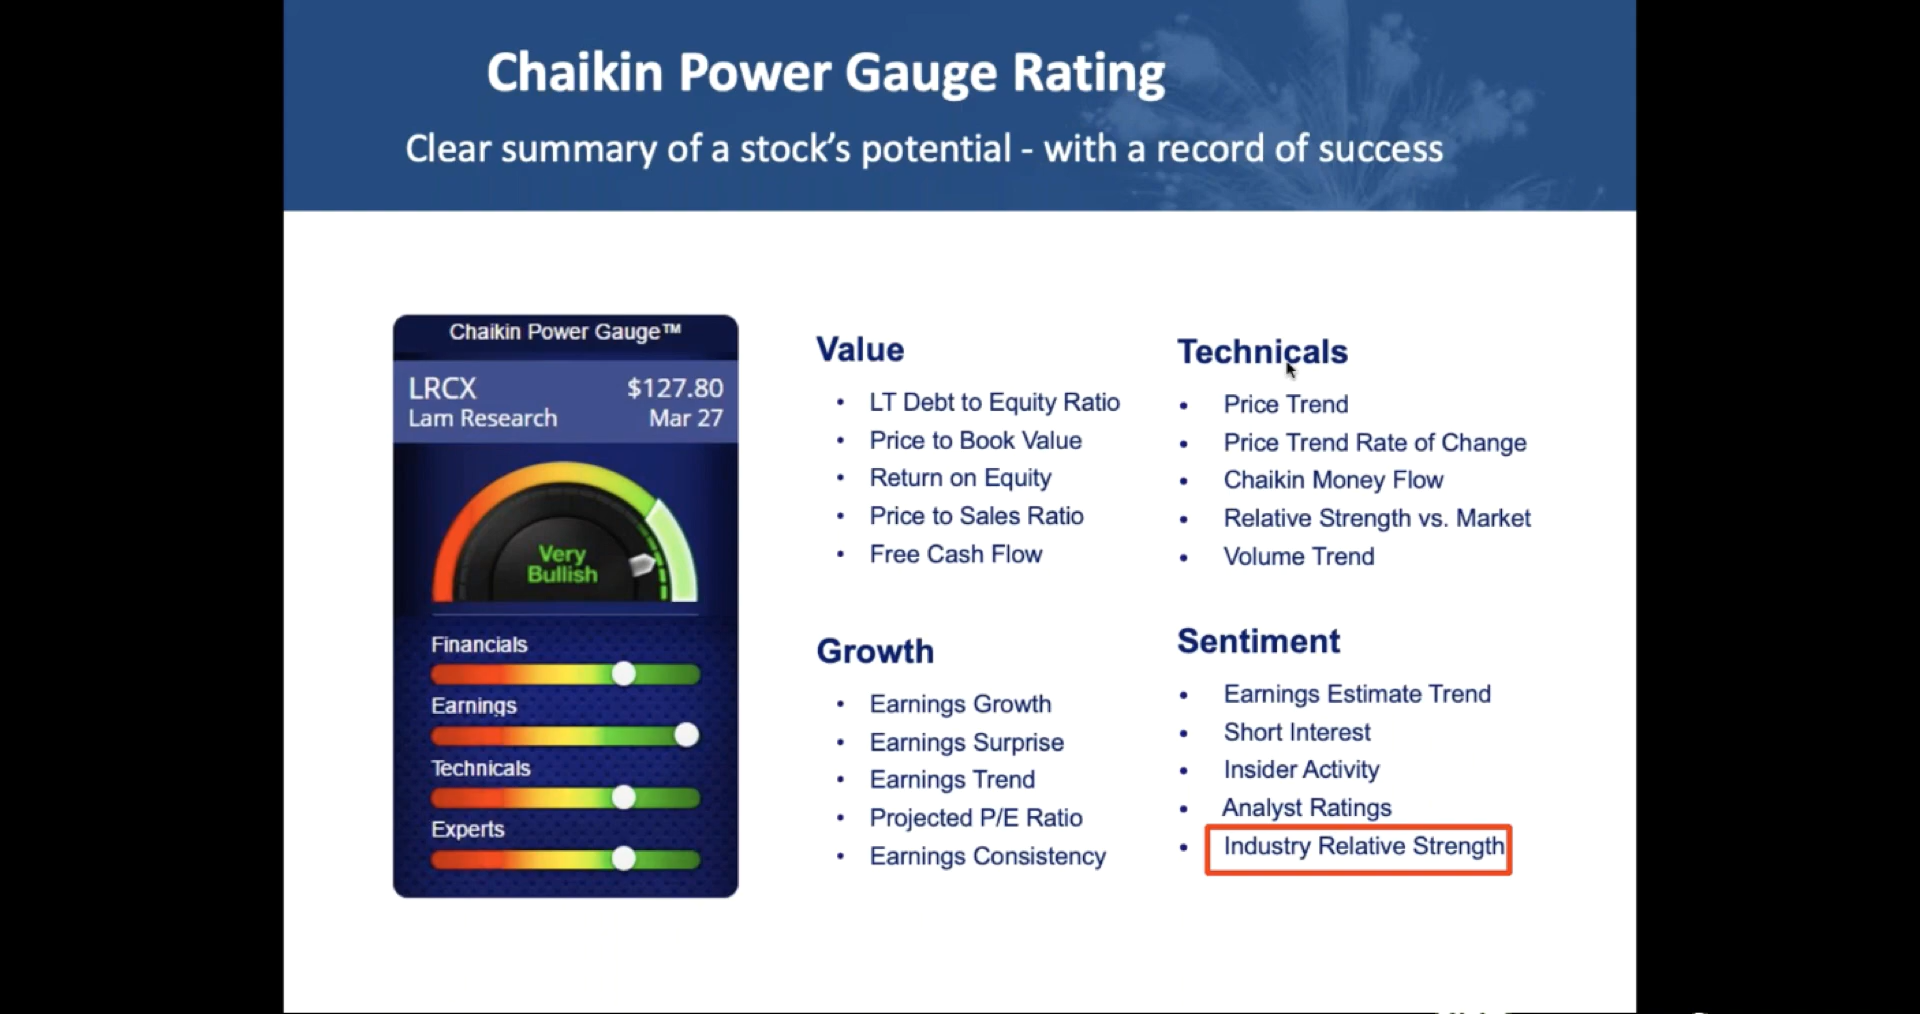 Chaikin Power Gauge Rating
Clear summary of a stock's potential - with a record of success
Chaikin Power Gauge™
LRCX $127.80
Lam Research Mar 27
Very
Bullish
Financials
Earnings
Technicals
Experts
Value
• LT Debt to Equity Ratio
• Price to Book Value
• Return on Equity
• Price to Sales Ratio
• Free Cash Flow
Growth
• Earnings Growth
• Earnings Surprise
• Earnings Trend
• Projected P/E Ratio
• Earnings Consistency
Technicals
• Price Trend
• Price Trend Rate of Change
• Chaikin Money Flow
• Relative Strength vs. Market
• Volume Trend
Sentiment
• Earnings Estimate Trend
• Short Interest
• Insider Activity
• Analyst Ratings
• Industry Relative Strength